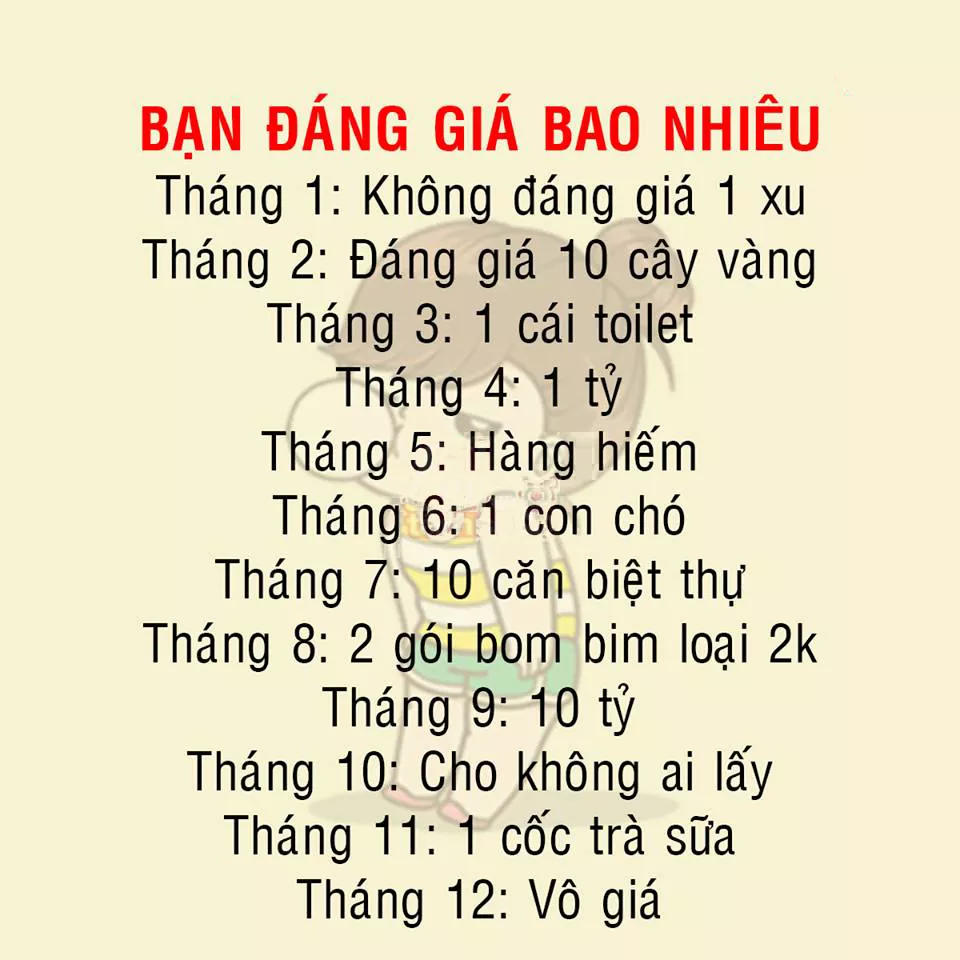 BẠN ĐÁNG GIÁ BAO NHIÊU
Tháng 1: Không đáng giá 1 xu
Tháng 2: Đáng giá 10 cây vàng
Tháng 3: 1 cái toilet
Tháng 4: 1 tỷ
Tháng 5: Hàng hiếm
Tháng 6: 1 con chó
Tháng 7: 10 căn biệt thự
Tháng 8: 2 gói bom bim loại 2k
Tháng 9: 10 tỷ
Tháng 10: Cho không ai lấy
Tháng 11: 1 cốc trà sữa
Tháng 12: Vô giá